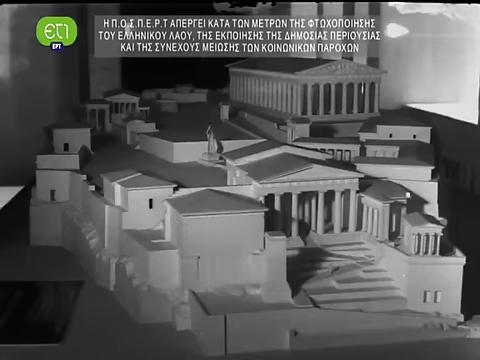 ετ1
ΕΡΤ
Η Π.Ο.Σ.Π.Ε.Ρ.Τ ΑΠΕΡΓΕΙ ΚΑΤΑ ΤΩΝ ΜΕΤΡΩΝ ΤΗΣ ΦΤΩΧΟΠΟΙΗΣΗΣ
ΤΟΥ ΕΛΛΗΝΙΚΟΥ ΛΑΟΥ, ΤΗΣ ΕΚΠΟΙΗΣΗΣ ΤΗΣ ΔΗΜΟΣΙΑΣ ΠΕΡΙΟΥΣΙΑΣ
ΚΑΙ ΤΗΣ ΣΥΝΕΧΟΥΣ ΜΕΙΩΣΗΣ ΤΩΝ ΚΟΙΝΩΝΙΚΩΝ ΠΑΡΟΧΩΝ